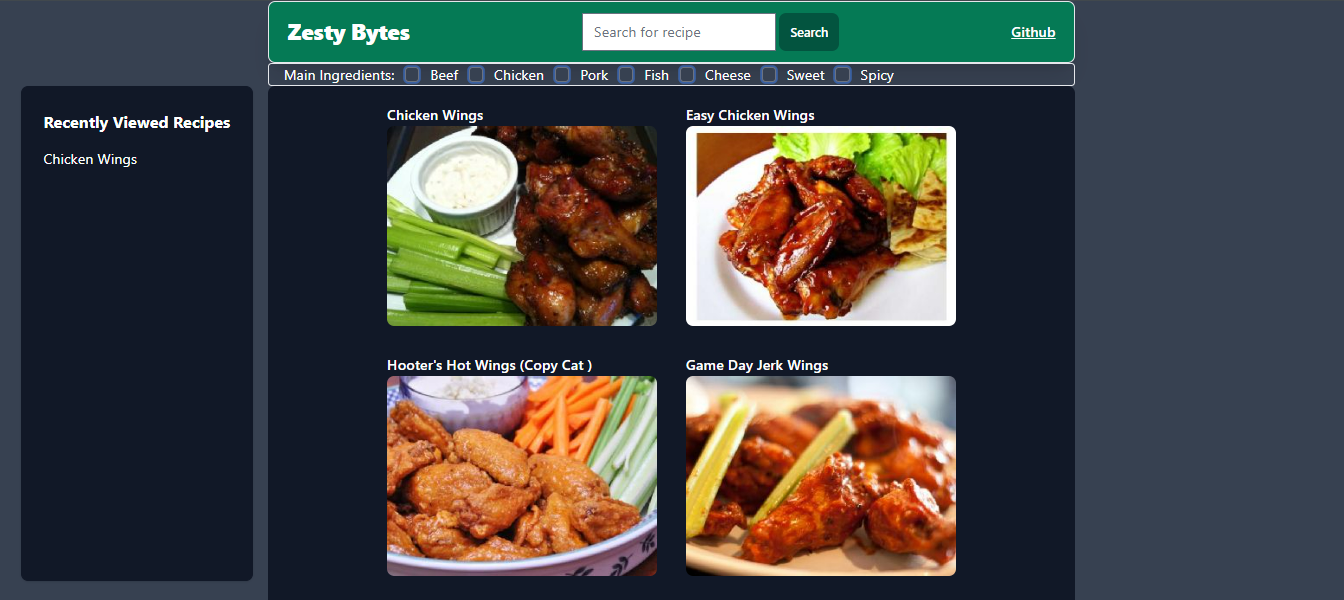 Zesty Bytes
Search for recipe
Search
Github
Main Ingredients: Beef Chicken Pork Fish Cheese Sweet Spicy
Recently Viewed Recipes
Chicken Wings
Chicken Wings
Easy Chicken Wings
Hooter's Hot Wings (Copy Cat )
Game Day Jerk Wings